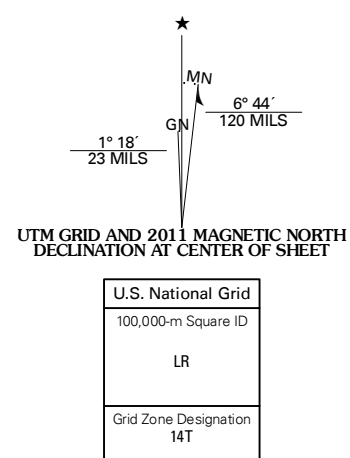 ★
MN
GN
6° 44´
120 MILS
1° 18´
23 MILS
UTM GRID AND 2011 MAGNETIC NORTH
DECLINATION AT CENTER OF SHEET
U.S. National Grid
100,000-m Square ID
LR
Grid Zone Designation
14T